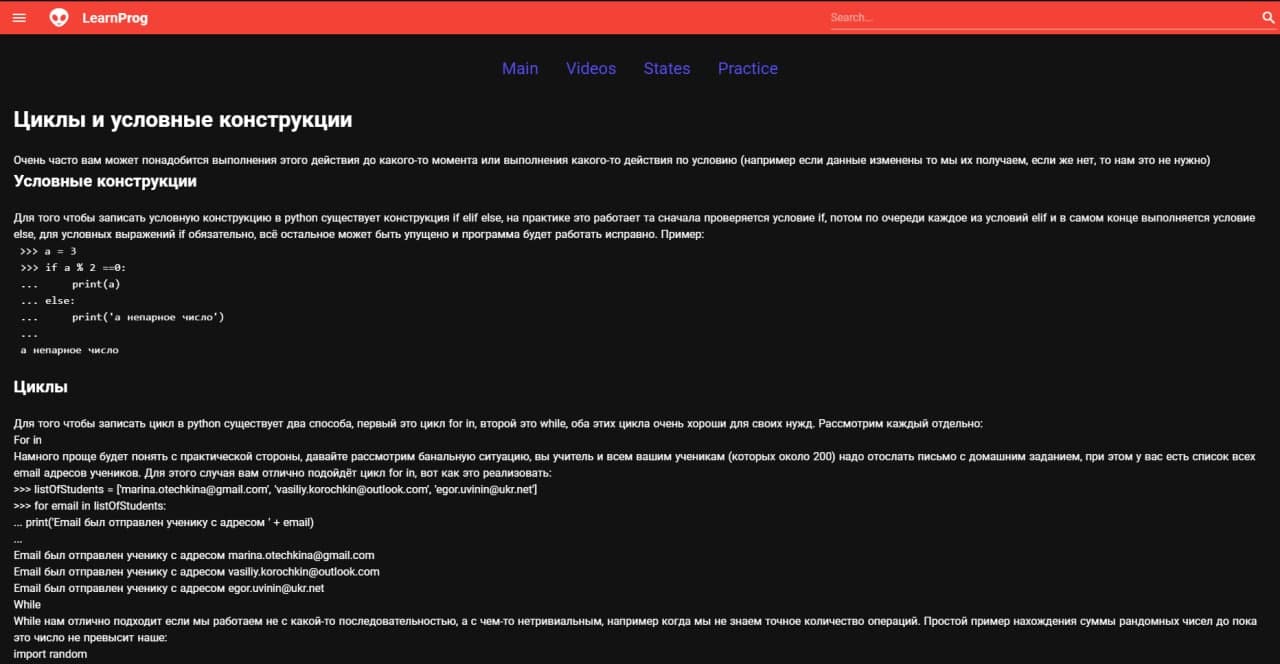 LearnProg
Search...
Main Videos States Practice
Циклы и условные конструкции
Очень часто вам может понадобится выполнения этого действия до какого-то момента или выполнения какого-то действия по условию (например если данные изменены то мы их получаем, если же нет, то нам это не нужно)
Условные конструкции
Для того чтобы записать условную конструкцию в python существует конструкция if elif else, на практике это работает та сначала проверяется условие if, потом по очереди каждое из условий elif и в самом конце выполняется условие
else, для условных выражений if обязательно, всё остальное может быть упущено и программа будет работать исправно. Пример:
>>> a = 3
>>> if a % 2 ==0:
...     print(a)
... else:
...     print('a непарное число')
...
a непарное число
Циклы
Для того чтобы записать цикл в python существует два способа, первый это цикл for in, второй это while, оба этих цикла очень хороши для своих нужд. Рассмотрим каждый отдельно:
For in
Намного проще будет понять с практической стороны, давайте рассмотрим банальную ситуацию, вы учитель и всем вашим ученикам (которых около 200) надо отослать письмо с домашним заданием, при этом у вас есть список всех
email адресов учеников. Для этого случая вам отлично подойдёт цикл for in, вот как это реализовать:
>>> listOfStudents = ['marina.otechkina@gmail.com', 'vasiliy.korochkin@outlook.com', 'egor.uvinin@ukr.net']
>>> for email in listOfStudents:
... print('Email был отправлен ученику с адресом ' + email)
...
Email был отправлен ученику с адресом marina.otechkina@gmail.com
Email был отправлен ученику с адресом vasiliy.korochkin@outlook.com
Email был отправлен ученику с адресом egor.uvinin@ukr.net
While
While нам отлично подходит если мы работаем не с какой-то последовательностью, а с чем-то нетривиальным, например когда мы не знаем точное количество операций. Простой пример нахождения суммы рандомных чисел до пока
это число не превысит наше:
import random